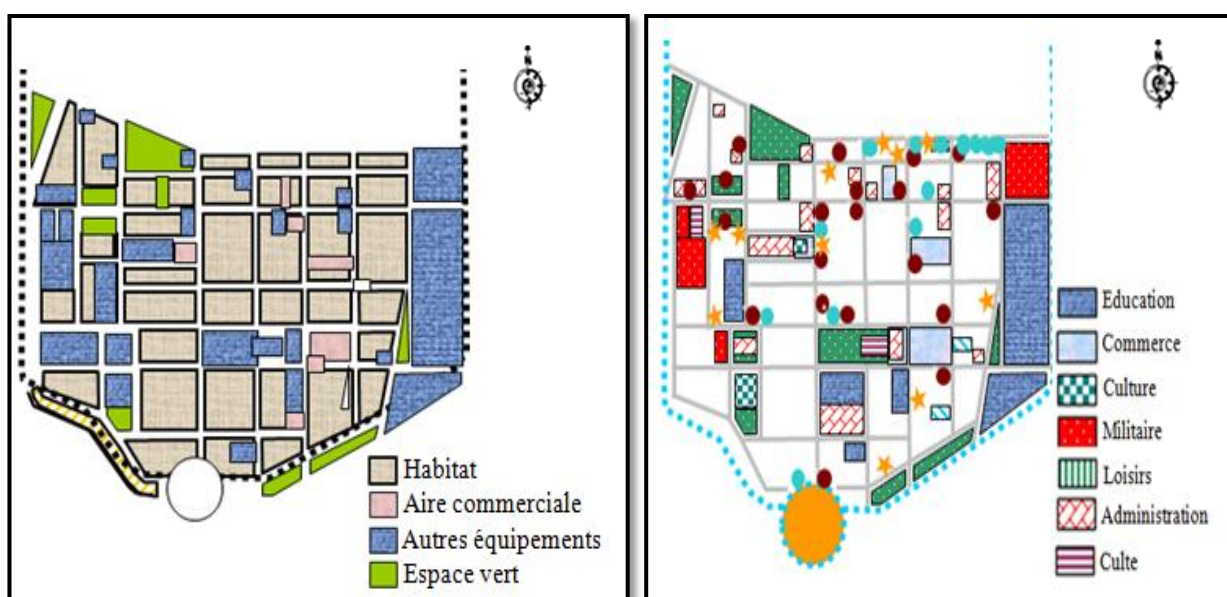 N
Habitat
Aire commerciale
Autres équipements
Espace vert
N
Education
Commerce
Culture
Militaire
Loisirs
Administration
Culte